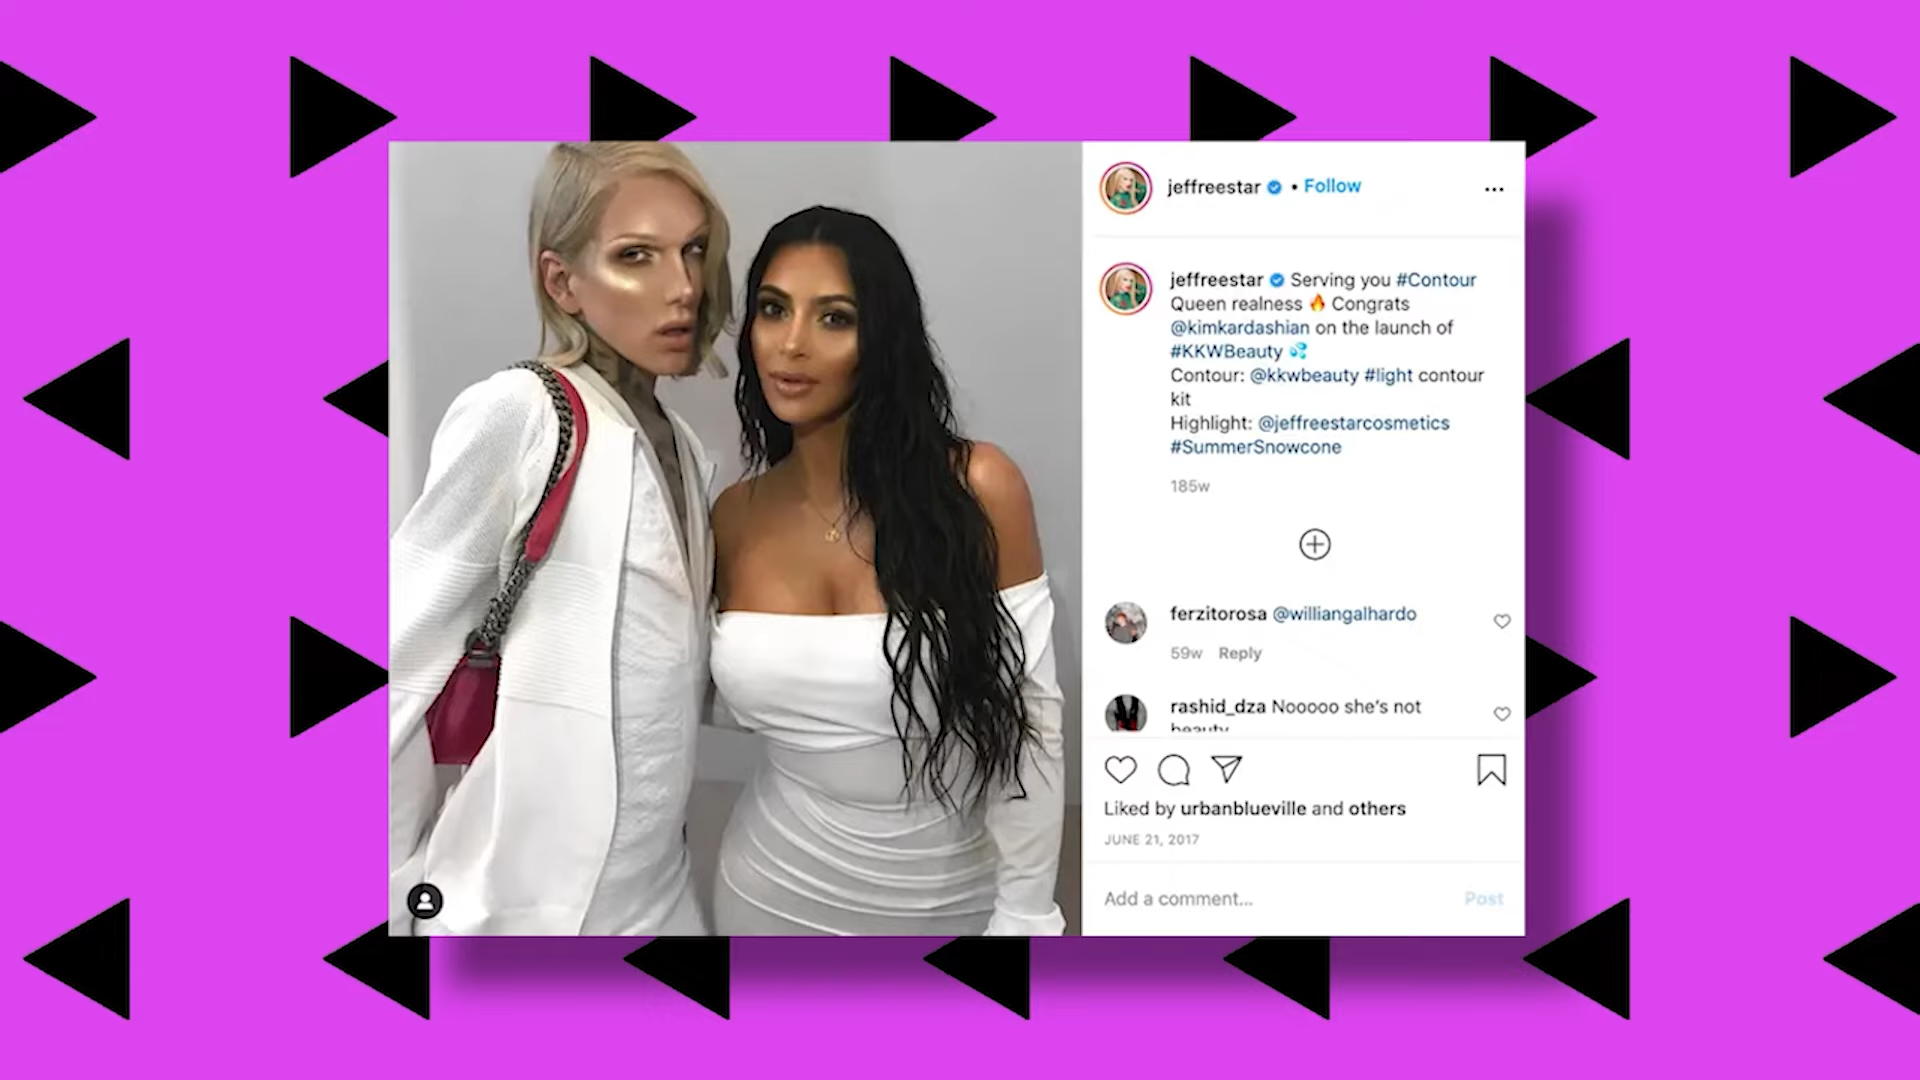 jeffreestar • Follow
jeffreestar Serving you #Contour
Queen realness 🔥 Congrats
@kimkardashian on the launch of
#KKWBeauty 💦
Contour: @kkwbeauty #light contour
kit
Highlight: @jeffreestarcosmetics
#SummerSnowcone
185w
ferzitorosa @williangalhardo
59w Reply
rashid_dza Nooooo she's not
beauty
Liked by urbanblueville and others
JUNE 21, 2017
Add a comment... Post